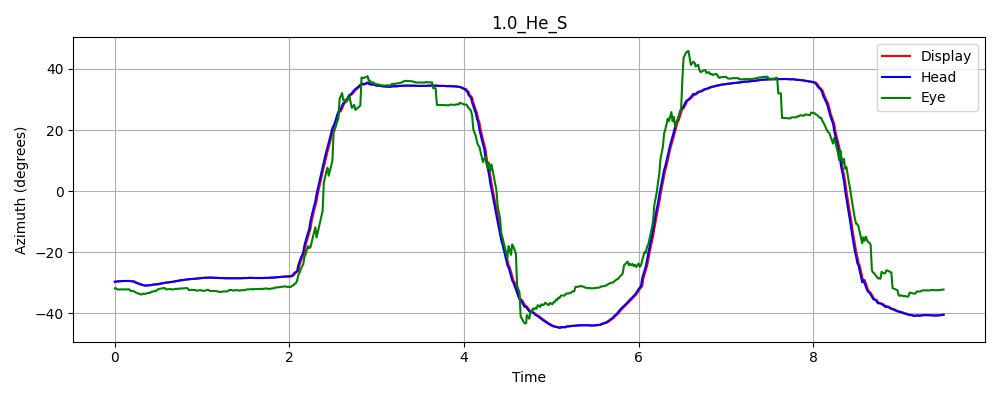 1.0_He_S
Display
Head
Eye
Azimuth (degrees)
40
20
0
−20
−40
0 2 4 6 8
Time